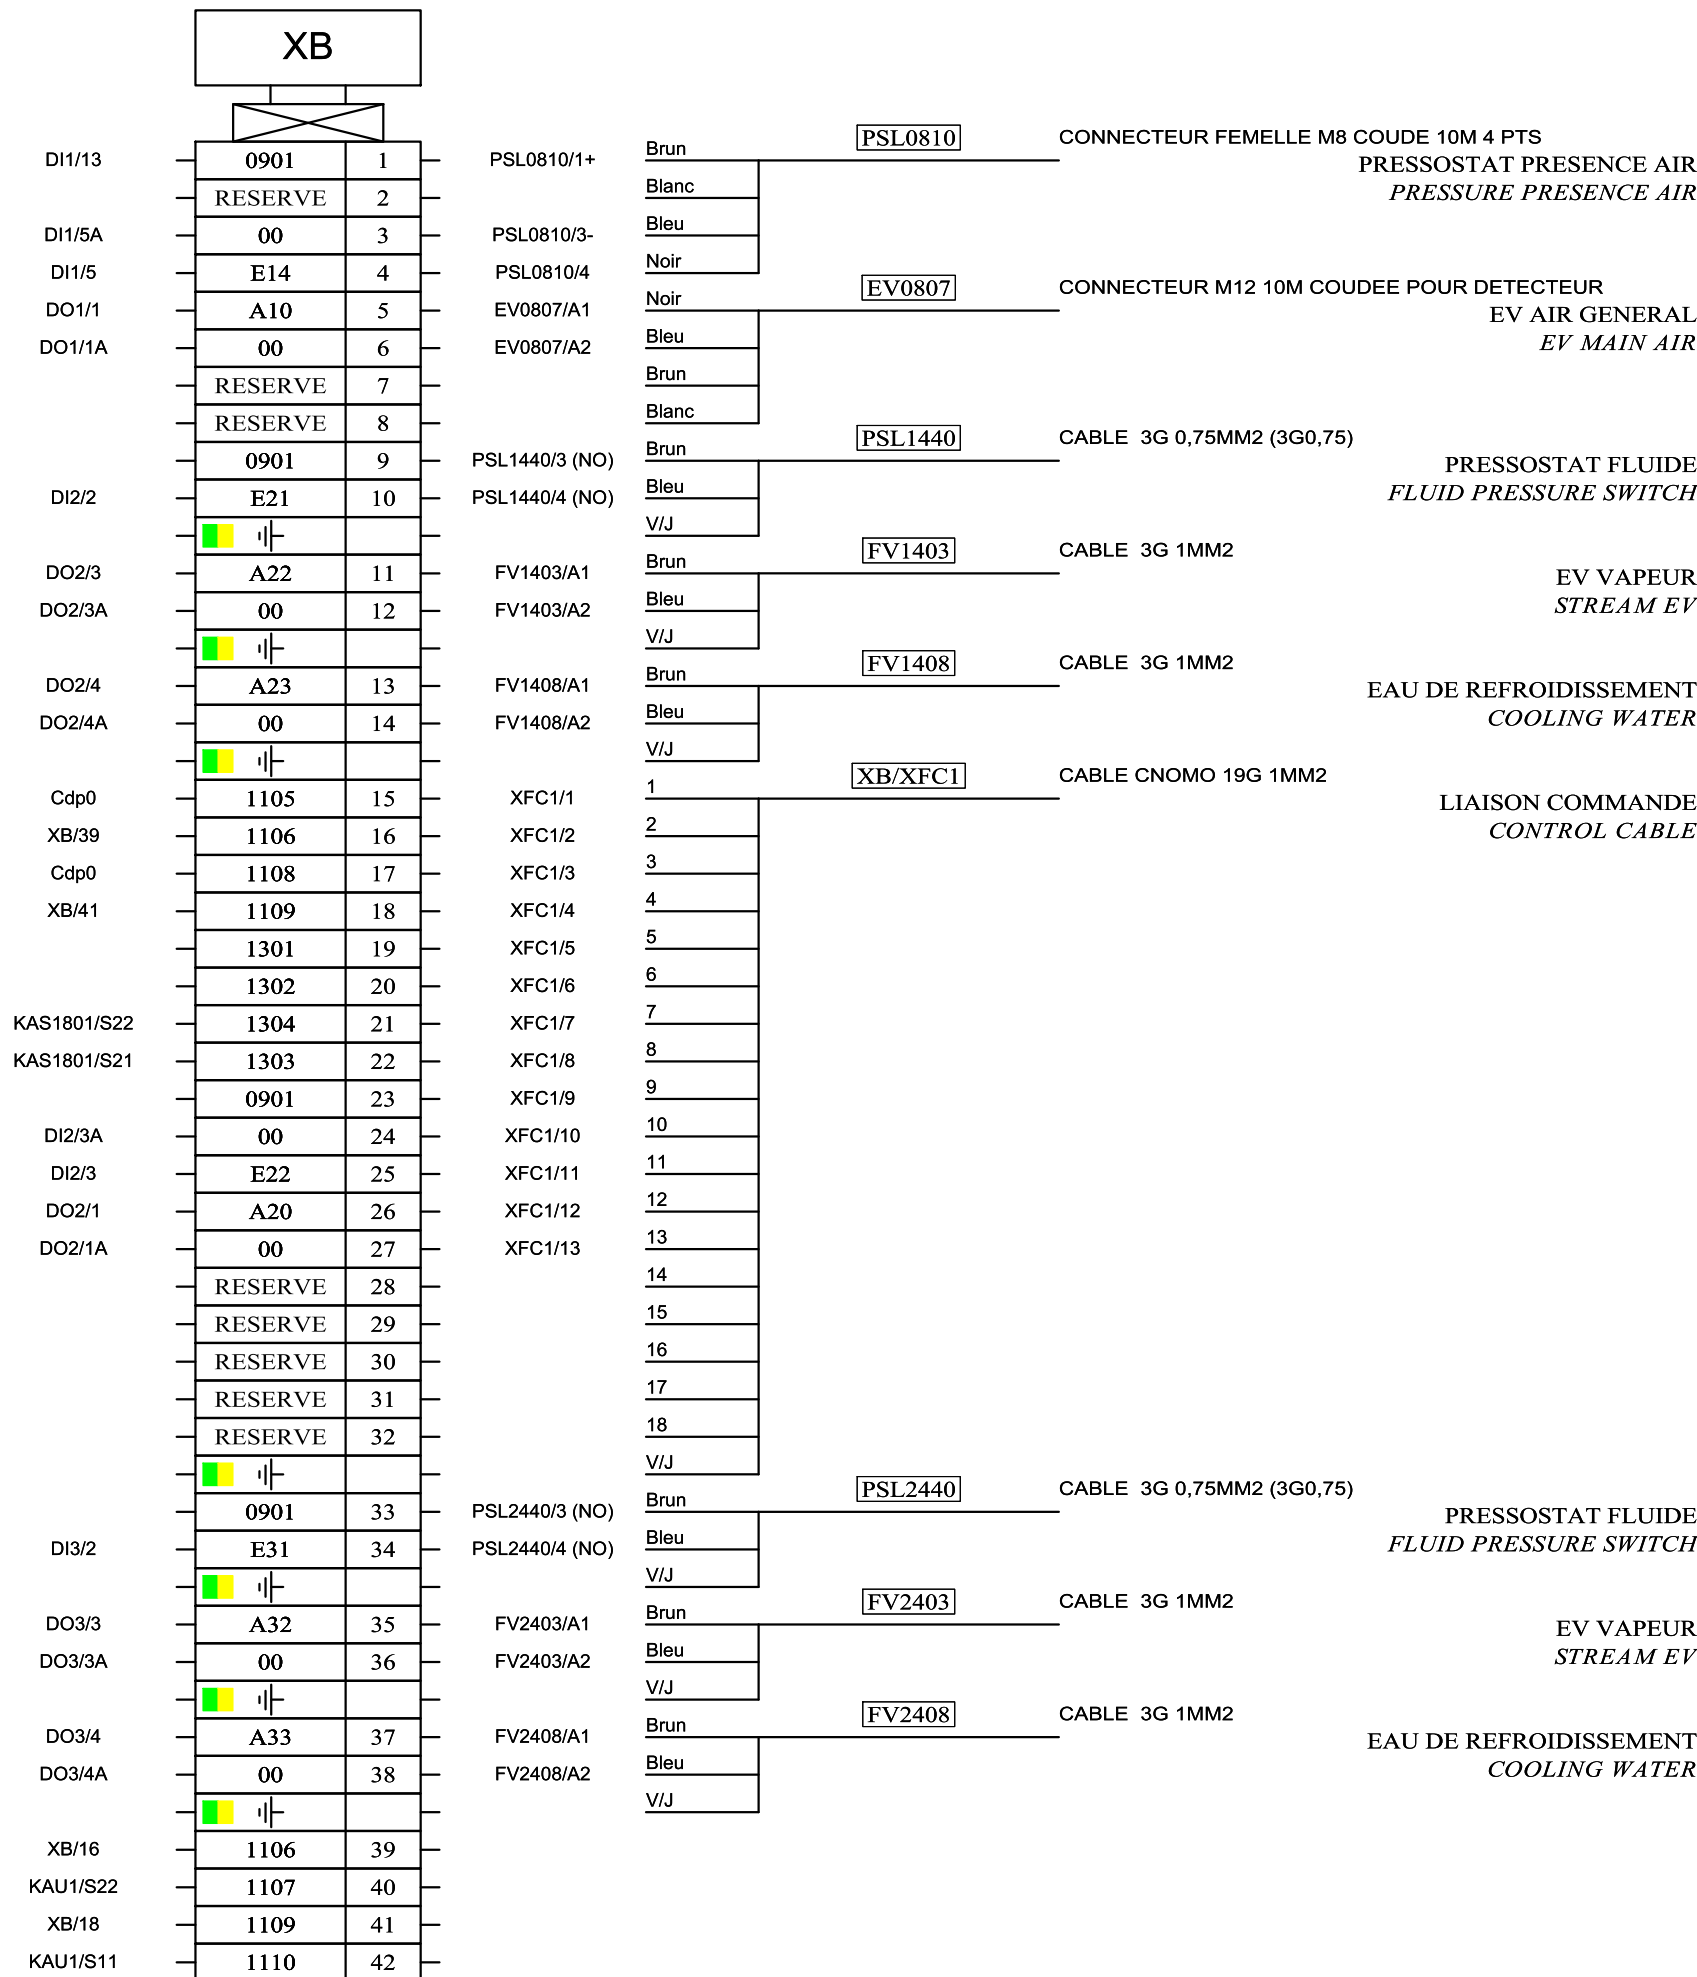 XB
PSL0810 CONNECTEUR FEMELLE M8 COUDE 10M 4 PTS
DI1/13 0901 1 PSL0810/1+ Brun
PRESSOSTAT PRESENCE AIR
RESERVE 2 Blanc PRESSURE PRESENCE AIR
DI1/5A 00 3 PSL0810/3- Bleu
DI1/5 E14 4 PSL0810/4 Noir
EV0807 CONNECTEUR M12 10M COUDEE POUR DETECTEUR
DO1/1 A10 5 EV0807/A1 Noir
EV AIR GENERAL
DO1/1A 00 6 EV0807/A2 Bleu EV MAIN AIR
RESERVE 7 Brun
RESERVE 8 Blanc
PSL1440 CABLE 3G 0,75MM2 (3G0,75)
0901 9 PSL1440/3 (NO) Brun
PRESSOSTAT FLUIDE
DI2/2 E21 10 PSL1440/4 (NO) Bleu FLUID PRESSURE SWITCH
V/J
FV1403 CABLE 3G 1MM2
DO2/3 A22 11 FV1403/A1 Brun
EV VAPEUR
DO2/3A 00 12 FV1403/A2 Bleu STREAM EV
V/J
FV1408 CABLE 3G 1MM2
DO2/4 A23 13 FV1408/A1 Brun
EAU DE REFROIDISSEMENT
DO2/4A 00 14 FV1408/A2 Bleu COOLING WATER
V/J
XB/XFC1 CABLE CNOMO 19G 1MM2
Cdp0 1105 15 XFC1/1 1
LIAISON COMMANDE
XB/39 1106 16 XFC1/2 2 CONTROL CABLE
Cdp0 1108 17 XFC1/3 3
XB/41 1109 18 XFC1/4 4
1301 19 XFC1/5 5
1302 20 XFC1/6 6
KAS1801/S22 1304 21 XFC1/7 7
KAS1801/S21 1303 22 XFC1/8 8
0901 23 XFC1/9 9
DI2/3A 00 24 XFC1/10 10
DI2/3 E22 25 XFC1/11 11
DO2/1 A20 26 XFC1/12 12
DO2/1A 00 27 XFC1/13 13
RESERVE 28 14
RESERVE 29 15
RESERVE 30 16
RESERVE 31 17
RESERVE 32 18
V/J
PSL2440 CABLE 3G 0,75MM2 (3G0,75)
0901 33 PSL2440/3 (NO) Brun
PRESSOSTAT FLUIDE
DI3/2 E31 34 PSL2440/4 (NO) Bleu FLUID PRESSURE SWITCH
V/J
FV2403 CABLE 3G 1MM2
DO3/3 A32 35 FV2403/A1 Brun
EV VAPEUR
DO3/3A 00 36 FV2403/A2 Bleu STREAM EV
V/J
FV2408 CABLE 3G 1MM2
DO3/4 A33 37 FV2408/A1 Brun
EAU DE REFROIDISSEMENT
DO3/4A 00 38 FV2408/A2 Bleu COOLING WATER
V/J
XB/16 1106 39
KAU1/S22 1107 40
XB/18 1109 41
KAU1/S11 1110 42